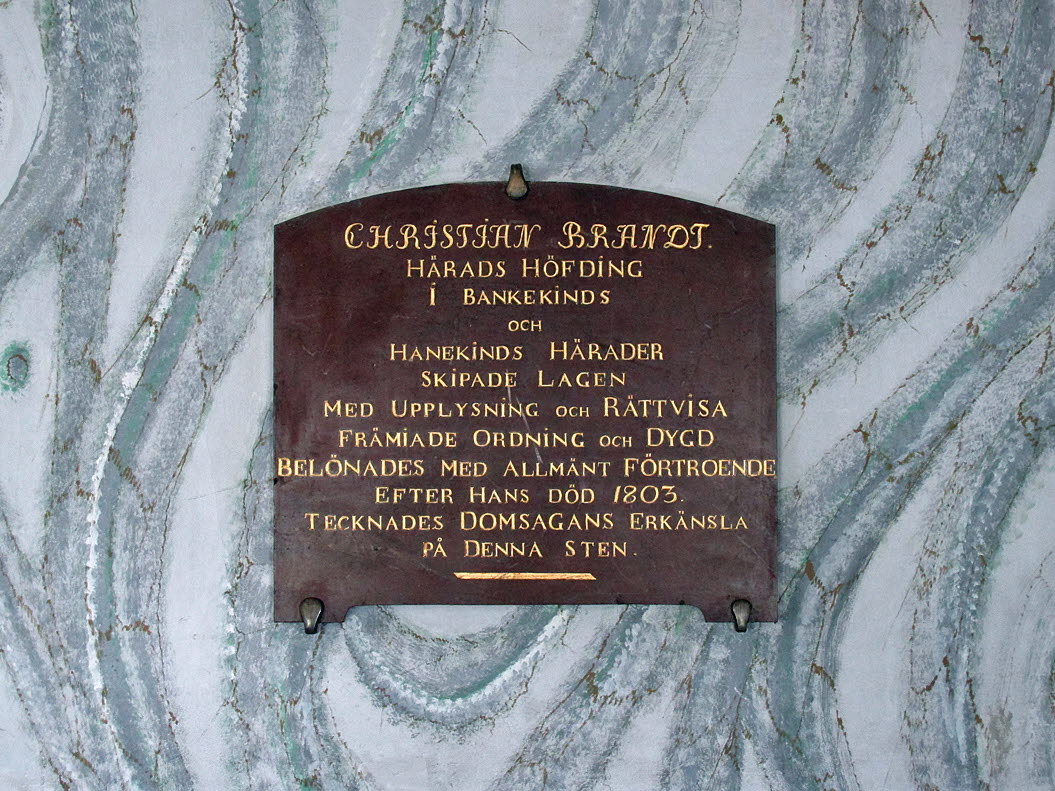 CHRISTIAN BRANDT.
HÄRADS HÖFDING
I BANKEKINDS
OCH
HANEKINDS HÄRADER
SKIPADE LAGEN
MED UPPLYSNING OCH RÄTTVISA
FRÄMIADE ORDNING OCH DYGD
BELÖNADES MED ALLMÄNT FÖRTROENDE
EFTER HANS DÖD 1803.
TECKNADES DOMSAGANS ERKÄNSLA
PÅ DENNA STEN.